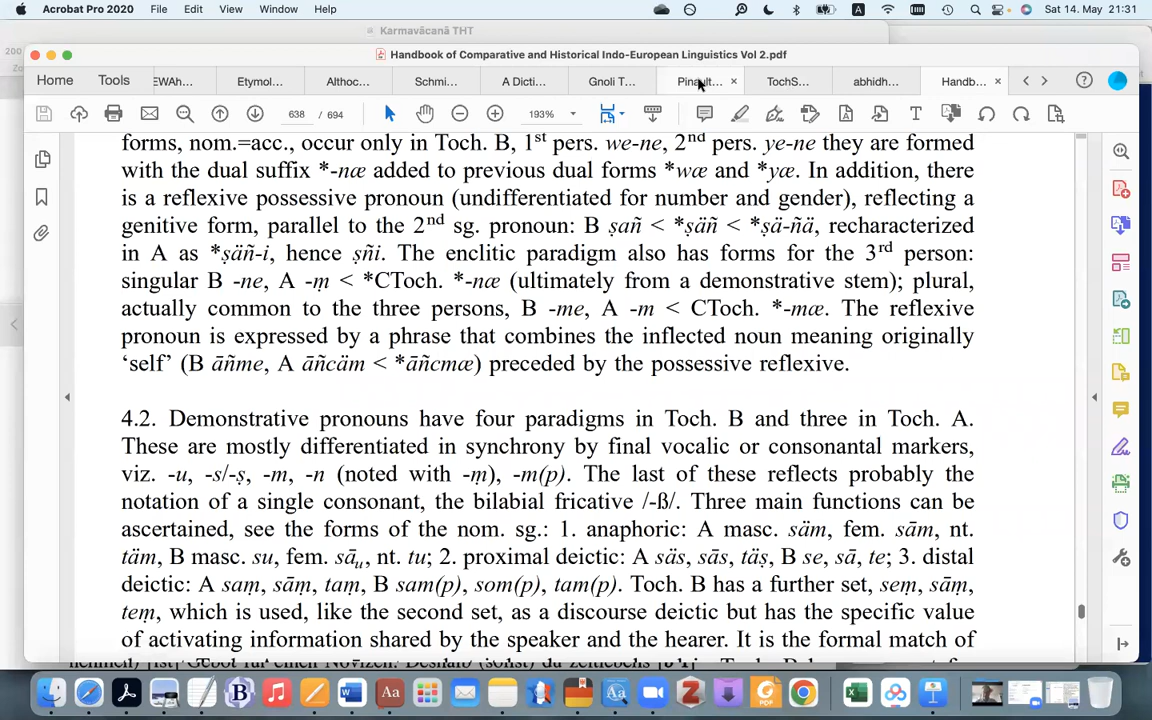 Acrobat Pro 2020 File Edit View Window Help
Sat 14. May 21:31
Karmavācanā THT
Handbook of Comparative and Historical Indo-European Linguistics Vol 2.pdf
Home Tools EWAh... Etymol... Althoc... Schmi... A Dicti... Gnoli T... Pinault... TochS... abhidh... Handb...
638 / 694 193%
forms, nom.=acc., occur only in Toch. B, 1st pers. we-ne, 2nd pers. ye-ne they are formed
with the dual suffix *-næ added to previous dual forms *wæ and *yæ. In addition, there
is a reflexive possessive pronoun (undifferentiated for number and gender), reflecting a
genitive form, parallel to the 2nd sg. pronoun: B ṣañ < *ṣäñ < *ṣä-ñä, recharacterized
in A as *ṣäñ-i, hence ṣñi. The enclitic paradigm also has forms for the 3rd person:
singular B -ne, A -ṃ < *CToch. *-næ (ultimately from a demonstrative stem); plural,
actually common to the three persons, B -me, A -m < CToch. *-mæ. The reflexive
pronoun is expressed by a phrase that combines the inflected noun meaning originally
‘self’ (B āñme, A āñcäm < *āñcmæ) preceded by the possessive reflexive.
4.2. Demonstrative pronouns have four paradigms in Toch. B and three in Toch. A.
These are mostly differentiated in synchrony by final vocalic or consonantal markers,
viz. -u, -s/-ṣ, -m, -n (noted with -ṃ), -m(p). The last of these reflects probably the
notation of a single consonant, the bilabial fricative /-ß/. Three main functions can be
ascertained, see the forms of the nom. sg.: 1. anaphoric: A masc. säm, fem. sām, nt.
täm, B masc. su, fem. sāu, nt. tu; 2. proximal deictic: A säs, sās, täṣ, B se, sā, te; 3. distal
deictic: A saṃ, sāṃ, taṃ, B sam(p), som(p), tam(p). Toch. B has a further set, seṃ, sāṃ,
teṃ, which is used, like the second set, as a discourse deictic but has the specific value
of activating information shared by the speaker and the hearer. It is the formal match of